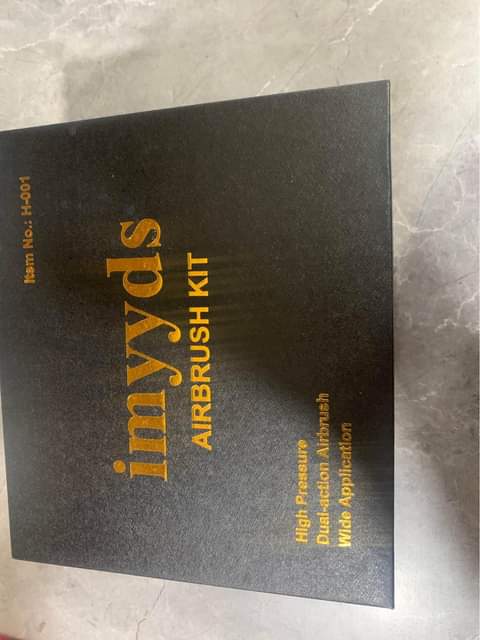 Item No.: H-001
imyyds
AIRBRUSH KIT
High Pressure
Dual-action Airbrush
Wide Application